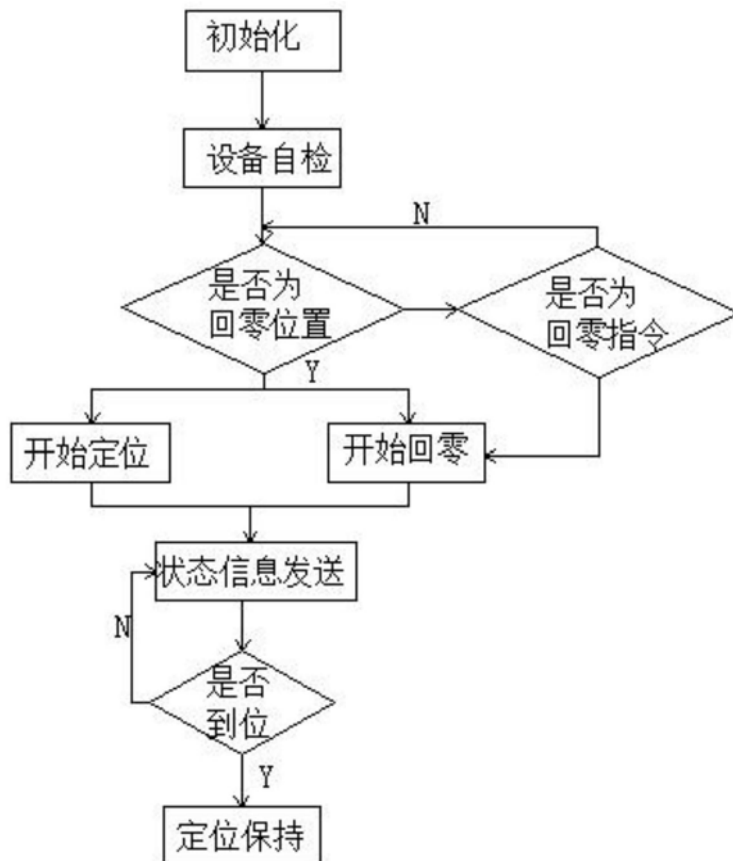 初始化
设备自检
N
是否为
回零位置
是否为
回零指令
Y
开始定位
开始回零
状态信息发送
N
是否
到位
Y
定位保持